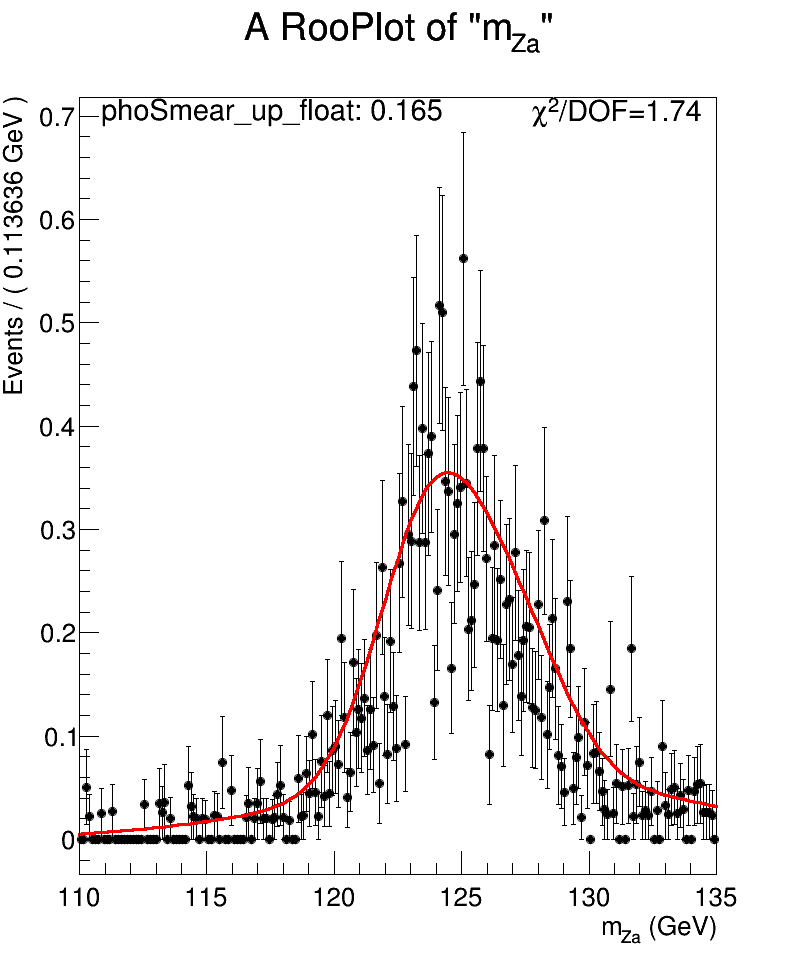 A RooPlot of "m_Za"
phoSmear_up_float: 0.165
χ²/DOF=1.74
Events / ( 0.113636 GeV )
0.7
0.6
0.5
0.4
0.3
0.2
0.1
0
110 115 120 125 130 135
m_Za (GeV)